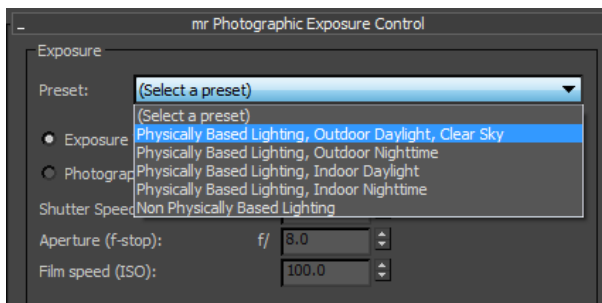 mr Photographic Exposure Control
Exposure
Preset: (Select a preset)
(Select a preset)
Physically Based Lighting, Outdoor Daylight, Clear Sky
Exposure
Physically Based Lighting, Outdoor Nighttime
Physically Based Lighting, Indoor Daylight
Photograp
Physically Based Lighting, Indoor Nighttime
Shutter Speed
Non Physically Based Lighting
Aperture (f-stop): f/ 8.0
Film speed (ISO): 100.0